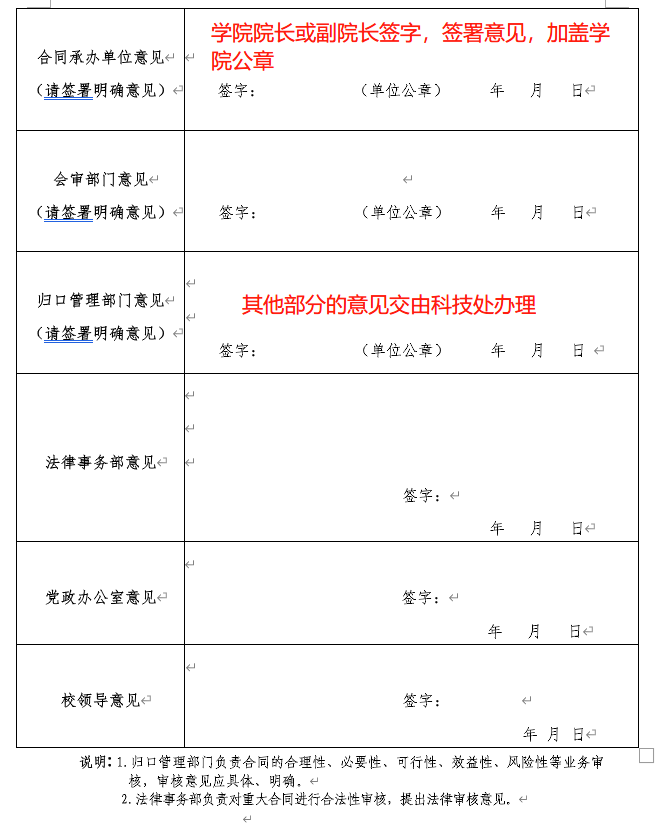 学院院长或副院长签字，签署意见，加盖学
院公章
合同承办单位意见
（请签署明确意见）
签字： （单位公章） 年 月 日
会审部门意见
（请签署明确意见）
签字： （单位公章） 年 月 日
归口管理部门意见
（请签署明确意见）
其他部分的意见交由科技处办理
签字： （单位公章） 年 月 日
法律事务部意见
签字：
年 月 日
党政办公室意见
签字：
年 月 日
校领导意见
签字：
年 月 日
说明：1. 归口管理部门负责合同的合理性、必要性、可行性、效益性、风险性等业务审
核，审核意见应具体、明确。
2. 法律事务部负责对重大合同进行合法性审核，提出法律审核意见。